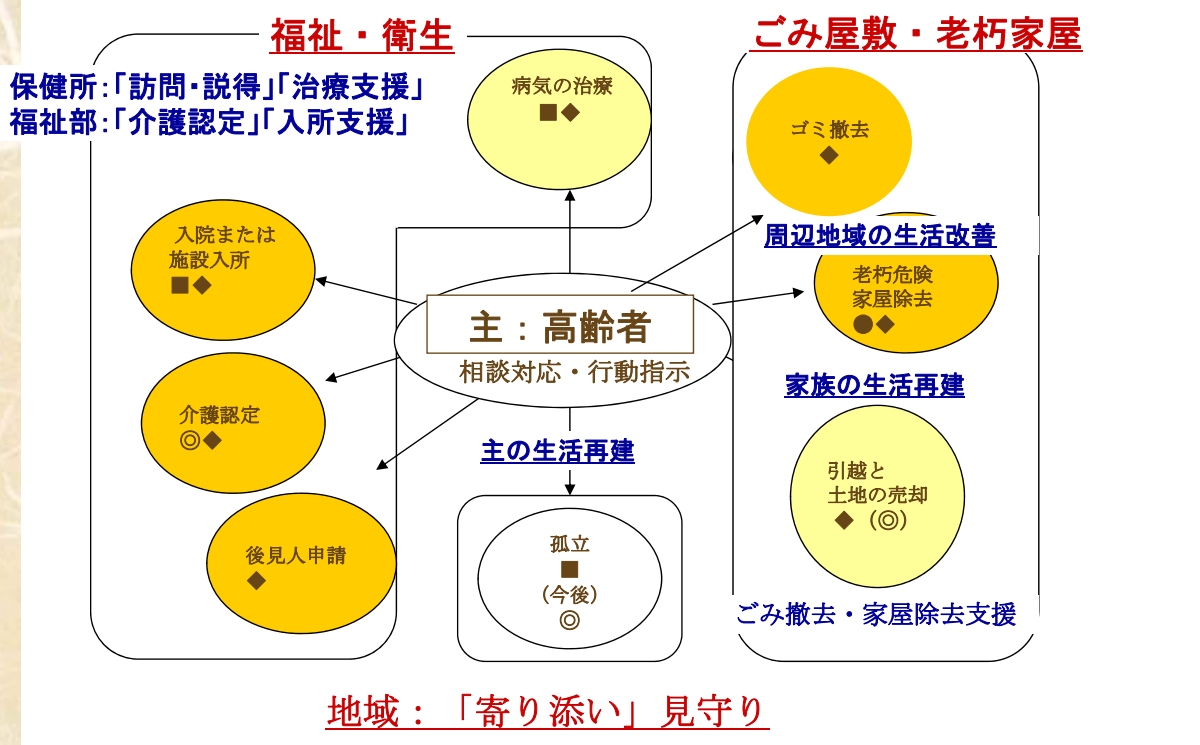 福祉・衛生
保健所:「訪問・説得」「治療支援」
福祉部:「介護認定」「入所支援」
病気の治療
■◆
入院または
施設入所
■◆
介護認定
◎◆
後見人申請
◆
主：高齢者
相談対応・行動指示
主の生活再建
孤立
■
（今後）
◎
ごみ屋敷・老朽家屋
ゴミ撤去
◆
周辺地域の生活改善
老朽危険
家屋除去
●◆
家族の生活再建
引越と
土地の売却
◆（◎）
ごみ撤去・家屋除去支援
地域：「寄り添い」見守り